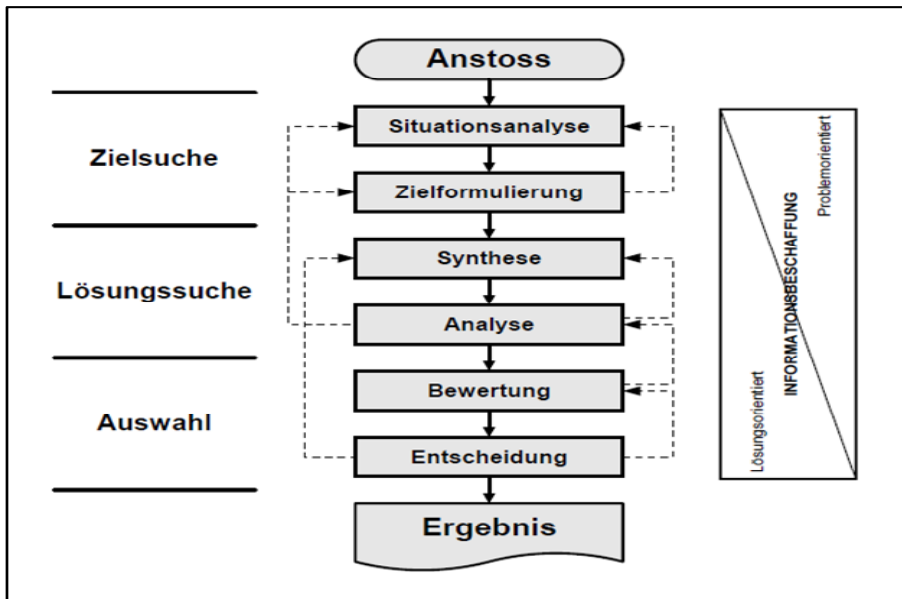 Anstoss
Zielsuche
Situationsanalyse
Zielformulierung
Lösungssuche
Synthese
Analyse
Auswahl
Bewertung
Entscheidung
Ergebnis
Lösungsorientiert
INFORMATIONSBESCHAFFUNG
Problemorientiert